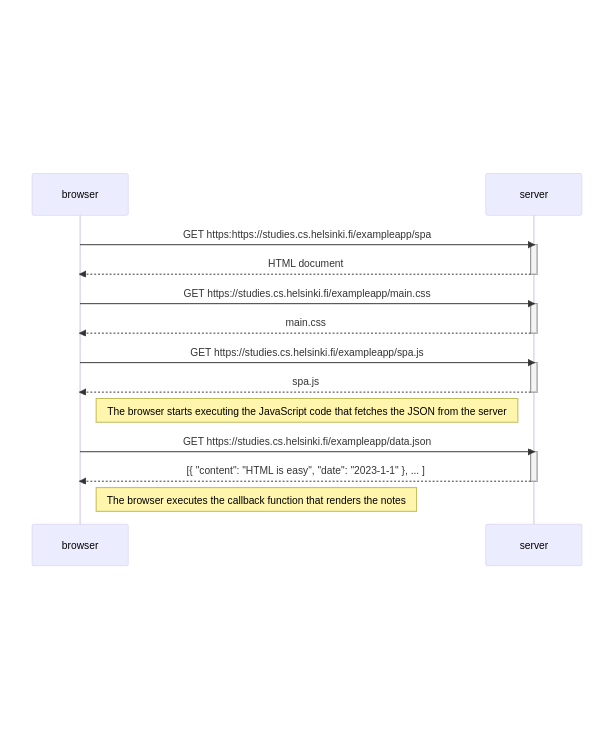 browser
server
GET https:https://studies.cs.helsinki.fi/exampleapp/spa
HTML document
GET https://studies.cs.helsinki.fi/exampleapp/main.css
main.css
GET https://studies.cs.helsinki.fi/exampleapp/spa.js
spa.js
The browser starts executing the JavaScript code that fetches the JSON from the server
GET https://studies.cs.helsinki.fi/exampleapp/data.json
[{ "content": "HTML is easy", "date": "2023-1-1" }, ... ]
The browser executes the callback function that renders the notes
browser
server